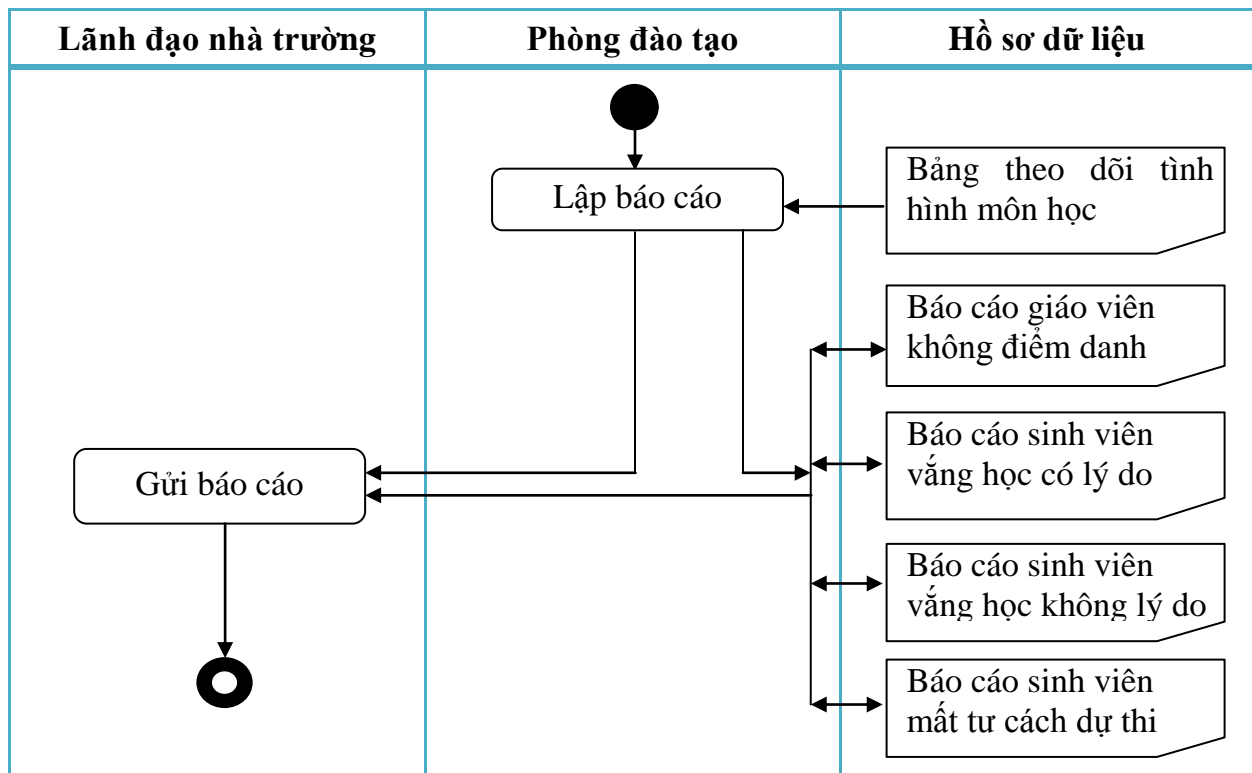 Lãnh đạo nhà trường
Phòng đào tạo
Hồ sơ dữ liệu
Lập báo cáo
Bảng theo dõi tình
hình môn học
Báo cáo giáo viên
không điểm danh
Báo cáo sinh viên
vắng học có lý do
Gửi báo cáo
Báo cáo sinh viên
vắng học không lý do
Báo cáo sinh viên
mất tư cách dự thi